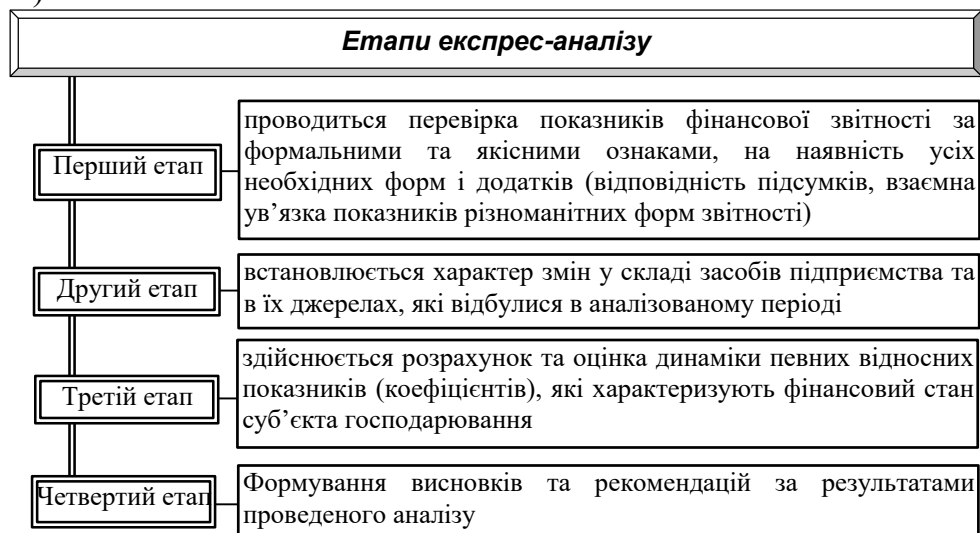 )
Етапи експрес-аналізу
Перший етап
проводиться перевірка показників фінансової звітності за
формальними та якісними ознаками, на наявність усіх
необхідних форм і додатків (відповідність підсумків, взаємна
ув’язка показників різноманітних форм звітності)
Другий етап
встановлюється характер змін у складі засобів підприємства та
в їх джерелах, які відбулися в аналізованому періоді
Третій етап
здійснюється розрахунок та оцінка динаміки певних відносних
показників (коефіцієнтів), які характеризують фінансовий стан
суб’єкта господарювання
Четвертий етап
Формування висновків та рекомендацій за результатами
проведеного аналізу